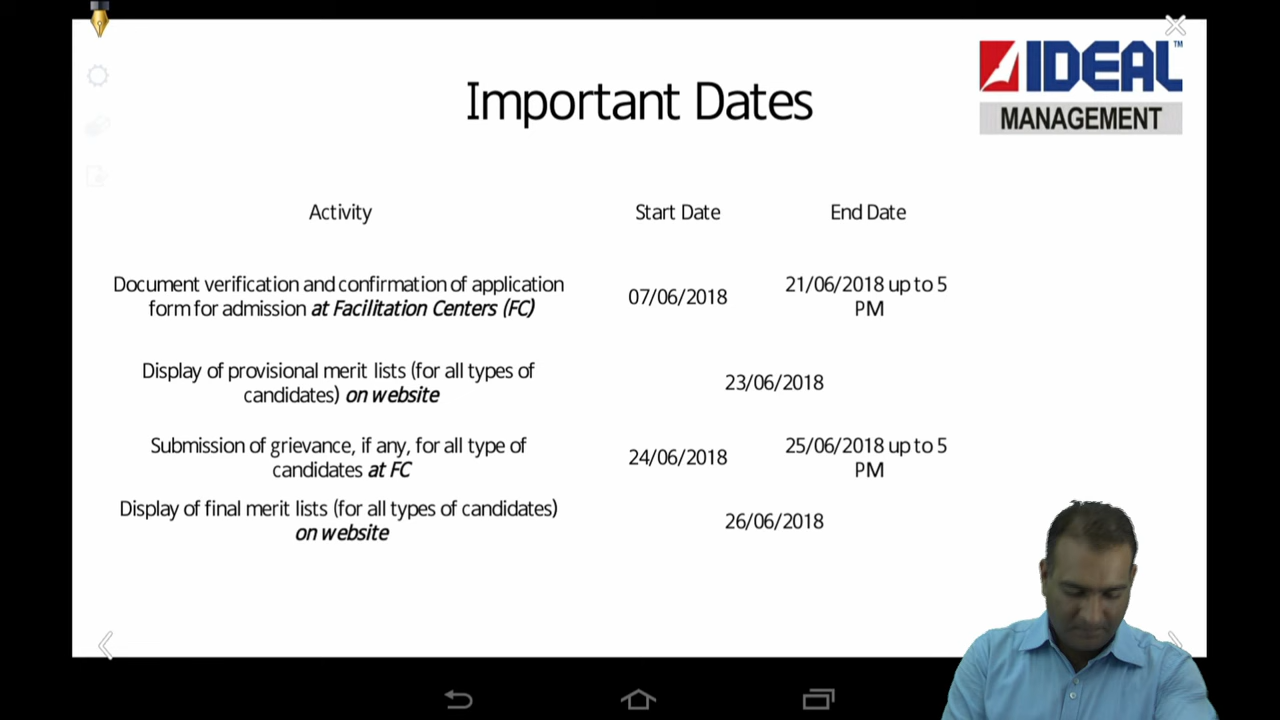 IDEAL™
MANAGEMENT
Important Dates
Activity Start Date End Date
Document verification and confirmation of application
form for admission at Facilitation Centers (FC)
07/06/2018
21/06/2018 up to 5
PM
Display of provisional merit lists (for all types of
candidates) on website
23/06/2018
Submission of grievance, if any, for all type of
candidates at FC
24/06/2018
25/06/2018 up to 5
PM
Display of final merit lists (for all types of candidates)
on website
26/06/2018